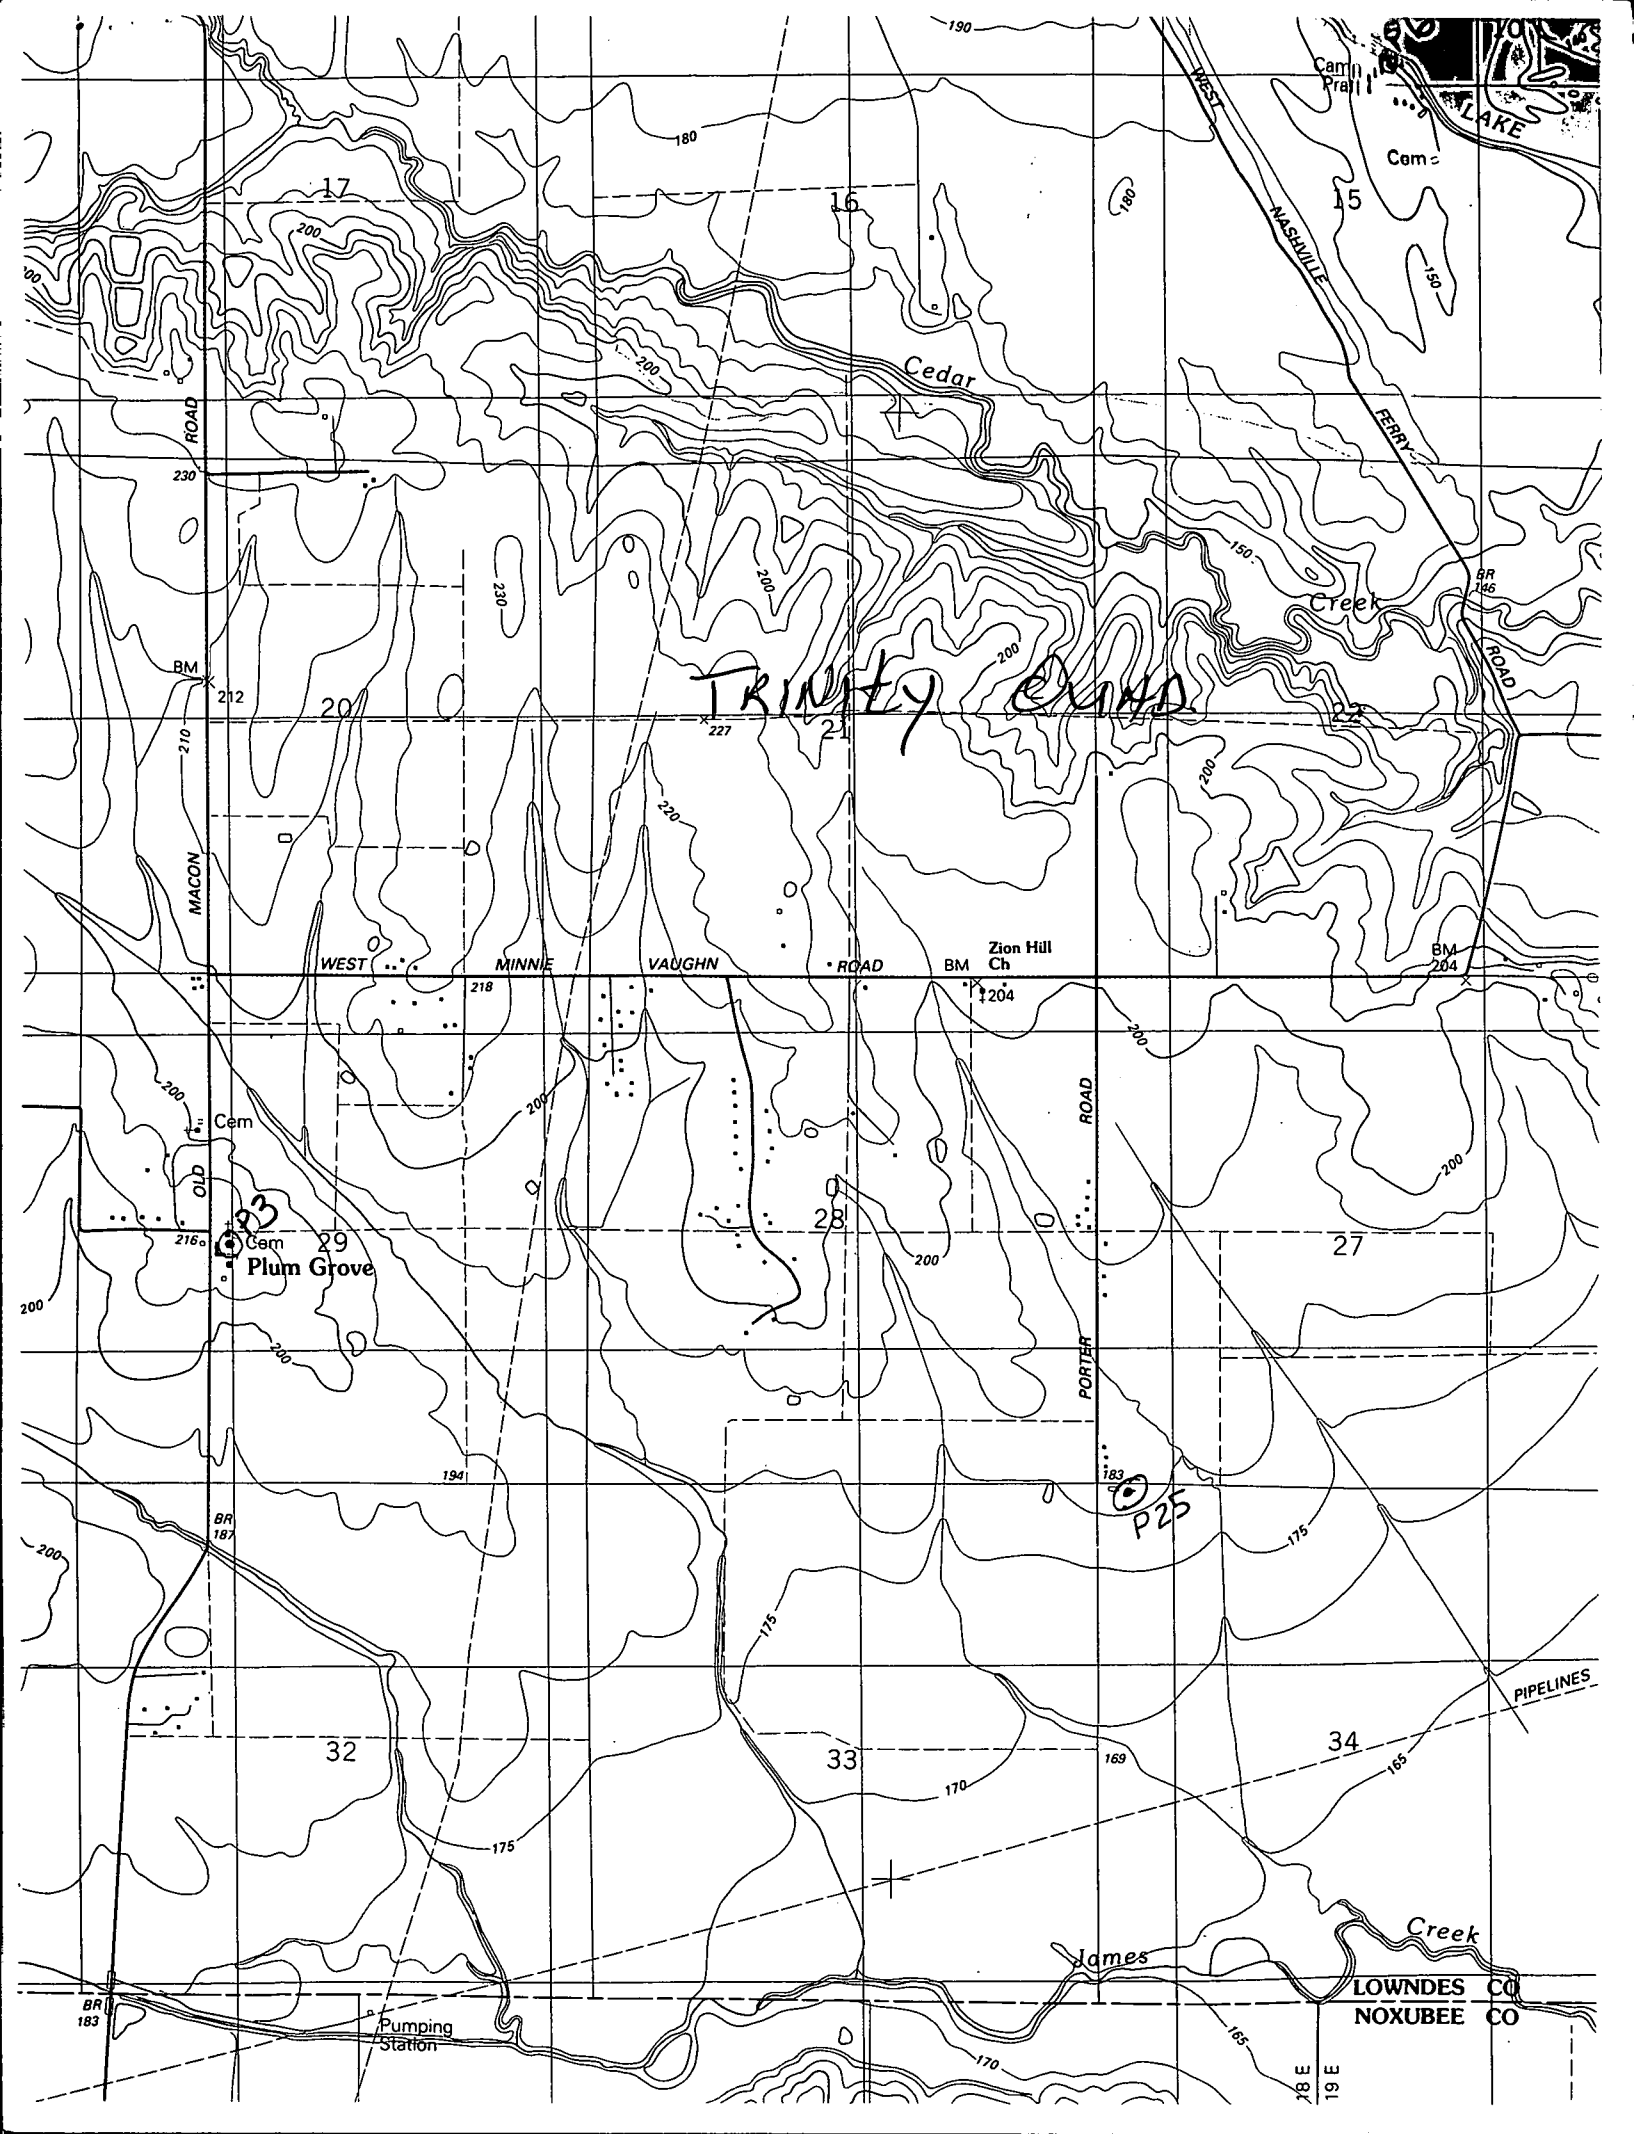 190
WEST
Camp
Pratt
LAKE
180
Cem
17
16
180
15
200
NASHVILLE
150
200
Cedar
ROAD
FERRY
230
150
230
200
BR
146
Creek
BM
200
ROAD
212
TRINITY QUAD.
20
227
21
22
210
200
220
MACON
Zion Hill
Ch
BM
204
WEST MINNIE VAUGHN ROAD BM
218
204
200
200
ROAD
200
Cem
200
OLD
P3
28
216
Cem
29
200
27
Plum Grove
200
200
PORTER
194
183
P25
BR
187
175
200
175
PIPELINES
32
33
34
169
165
170
175
James
Creek
LOWNDES CO
NOXUBEE CO
BR
183
Pumping
Station
165
170
18 E
19 E